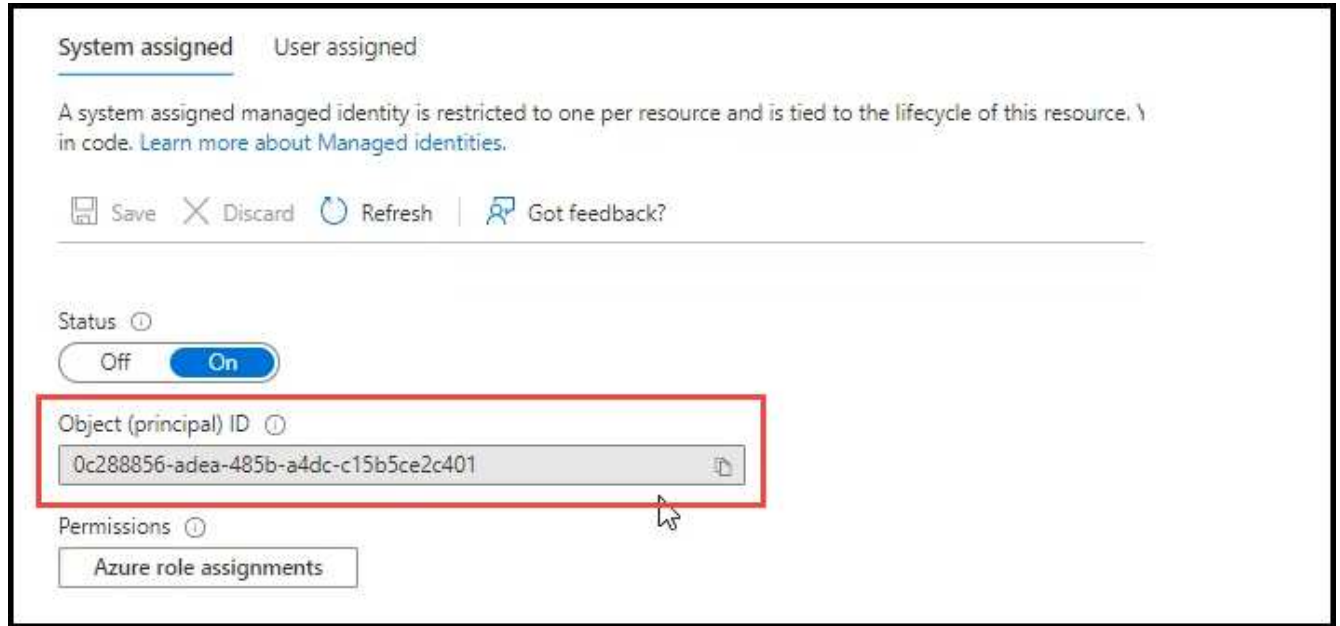 System assigned User assigned
A system assigned managed identity is restricted to one per resource and is tied to the lifecycle of this resource.
in code. Learn more about Managed identities.
Save Discard Refresh Got feedback?
Status
Off On
Object (principal) ID
0c288856-adea-485b-a4dc-c15b5ce2c401
Permissions
Azure role assignments